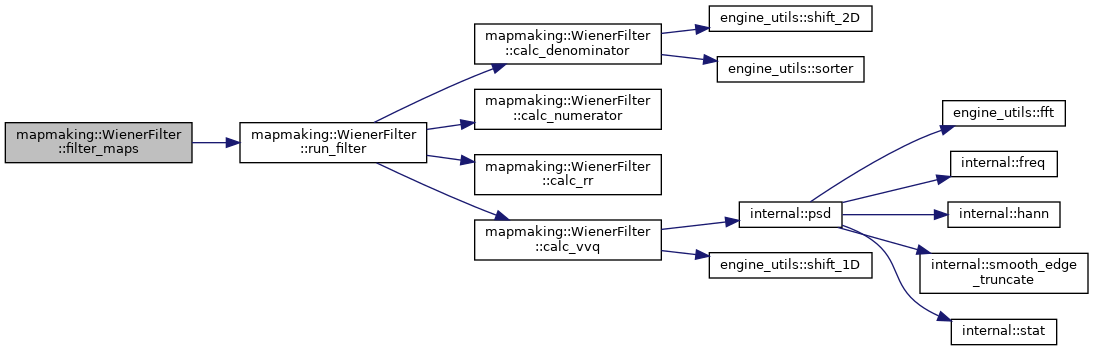 mapmaking::WienerFilter
::filter_maps
mapmaking::WienerFilter
::run_filter
mapmaking::WienerFilter
::calc_denominator
engine_utils::shift_2D
engine_utils::sorter
mapmaking::WienerFilter
::calc_numerator
mapmaking::WienerFilter
::calc_rr
mapmaking::WienerFilter
::calc_vvq
internal::psd
engine_utils::shift_1D
engine_utils::fft
internal::freq
internal::hann
internal::smooth_edge
_truncate
internal::stat